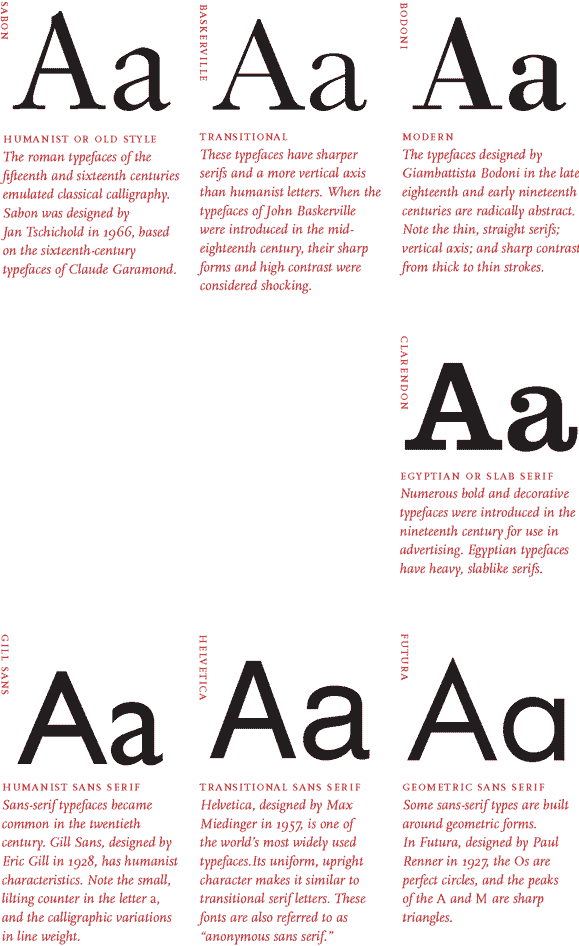 SABON
Aa
HUMANIST OR OLD STYLE
The roman typefaces of the
fifteenth and sixteenth centuries
emulated classical calligraphy.
Sabon was designed by
Jan Tschichold in 1966, based
on the sixteenth-century
typefaces of Claude Garamond.
BASKERVILLE
Aa
TRANSITIONAL
These typefaces have sharper
serifs and a more vertical axis
than humanist letters. When the
typefaces of John Baskerville
were introduced in the mid-
eighteenth century, their sharp
forms and high contrast were
considered shocking.
BODONI
Aa
MODERN
The typefaces designed by
Giambattista Bodoni in the late
eighteenth and early nineteenth
centuries are radically abstract.
Note the thin, straight serifs;
vertical axis; and sharp contrast
from thick to thin strokes.
CLARENDON
Aa
EGYPTIAN OR SLAB SERIF
Numerous bold and decorative
typefaces were introduced in the
nineteenth century for use in
advertising. Egyptian typefaces
have heavy, slablike serifs.
GILL SANS
Aa
HUMANIST SANS SERIF
Sans-serif typefaces became
common in the twentieth
century. Gill Sans, designed by
Eric Gill in 1928, has humanist
characteristics. Note the small,
lilting counter in the letter a,
and the calligraphic variations
in line weight.
HELVETICA
Aa
TRANSITIONAL SANS SERIF
Helvetica, designed by Max
Miedinger in 1957, is one of
the world's most widely used
typefaces.Its uniform, upright
character makes it similar to
transitional serif letters. These
fonts are also referred to as
“anonymous sans serif.”
FUTURA
Aa
GEOMETRIC SANS SERIF
Some sans-serif types are built
around geometric forms.
In Futura, designed by Paul
Renner in 1927, the Os are
perfect circles, and the peaks
of the A and M are sharp
triangles.